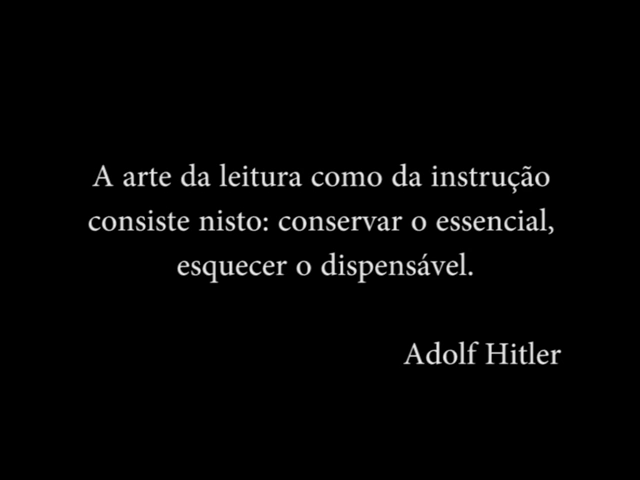 A arte da leitura como da instrução
consiste nisto: conservar o essencial,
esquecer o dispensável.
Adolf Hitler